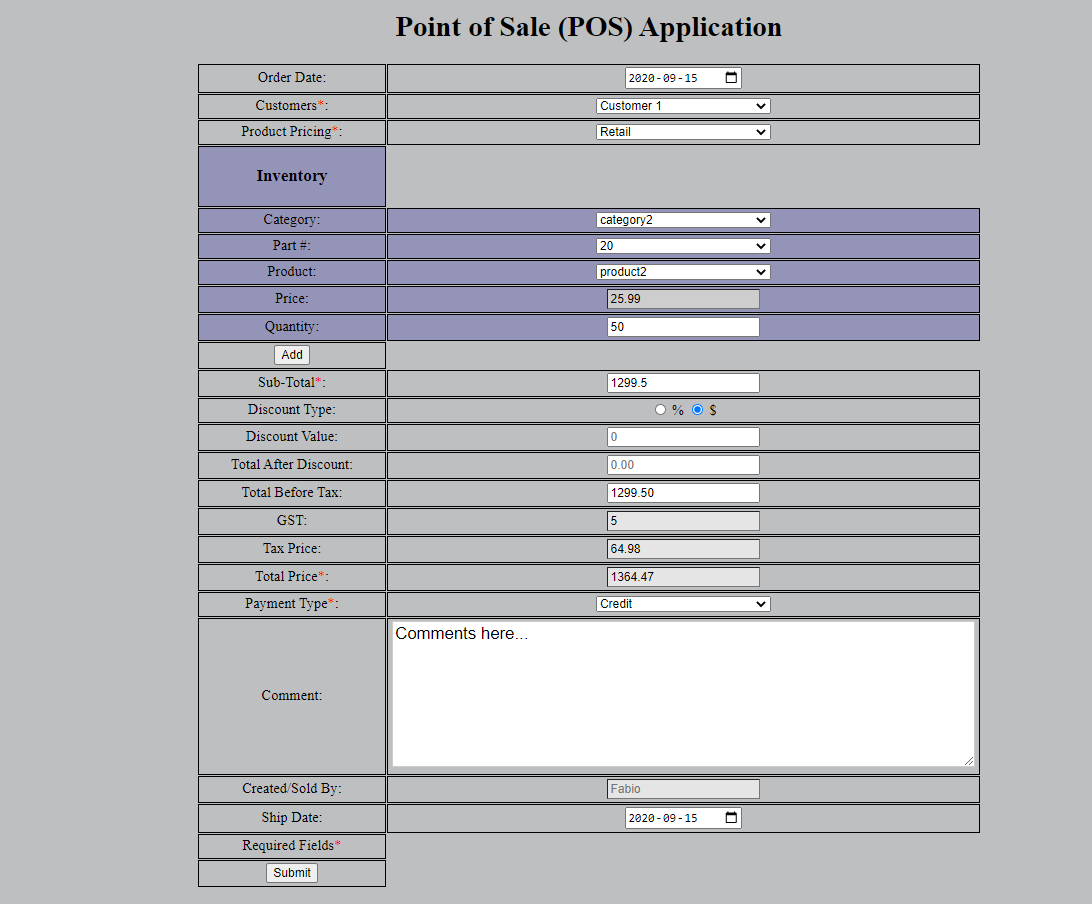 Point of Sale (POS) Application
Order Date: 2020-09-15
Customers*: Customer 1
Product Pricing*: Retail
Inventory
Category: category2
Part #: 20
Product: product2
Price: 25.99
Quantity: 50
Add
Sub-Total*: 1299.5
Discount Type: % $
Discount Value: 0
Total After Discount: 0.00
Total Before Tax: 1299.50
GST: 5
Tax Price: 64.98
Total Price*: 1364.47
Payment Type*: Credit
Comments here...
Comment:
Created/Sold By: Fabio
Ship Date: 2020-09-15
Required Fields*
Submit